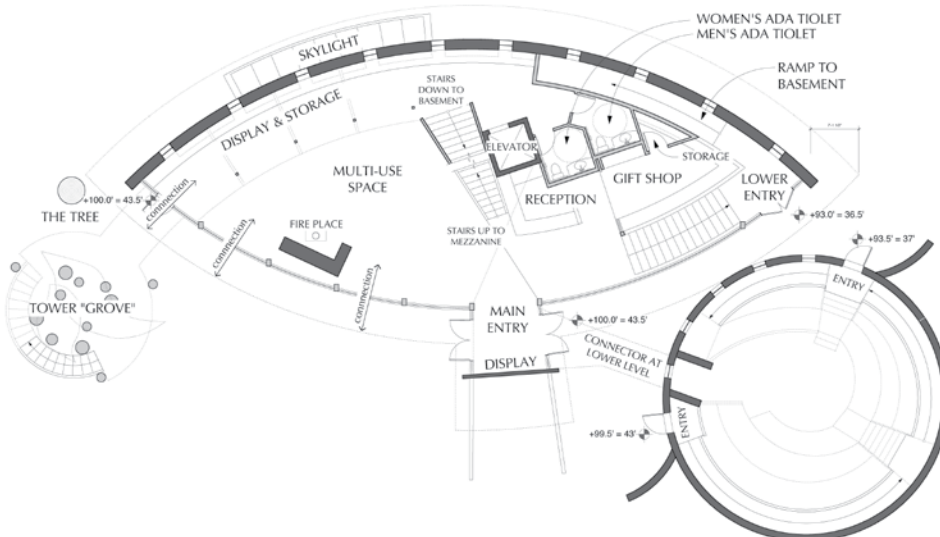 WOMEN'S ADA TIOLET
MEN'S ADA TIOLET
SKYLIGHT
RAMP TO
BASEMENT
STAIRS
DOWN TO
BASEMENT
DISPLAY & STORAGE
ELEVATOR
STORAGE
MULTI-USE
SPACE
GIFT SHOP
LOWER
ENTRY
RECEPTION
+100.0' = 43.5'
THE TREE
connnection
connnection
connnection
FIRE PLACE
STAIRS UP TO
MEZZANINE
+93.0' = 36.5'
+93.5' = 37'
ENTRY
TOWER "GROVE"
MAIN
ENTRY
+100.0' = 43.5'
CONNECTOR AT
LOWER LEVEL
DISPLAY
ENTRY
+99.5' = 43'